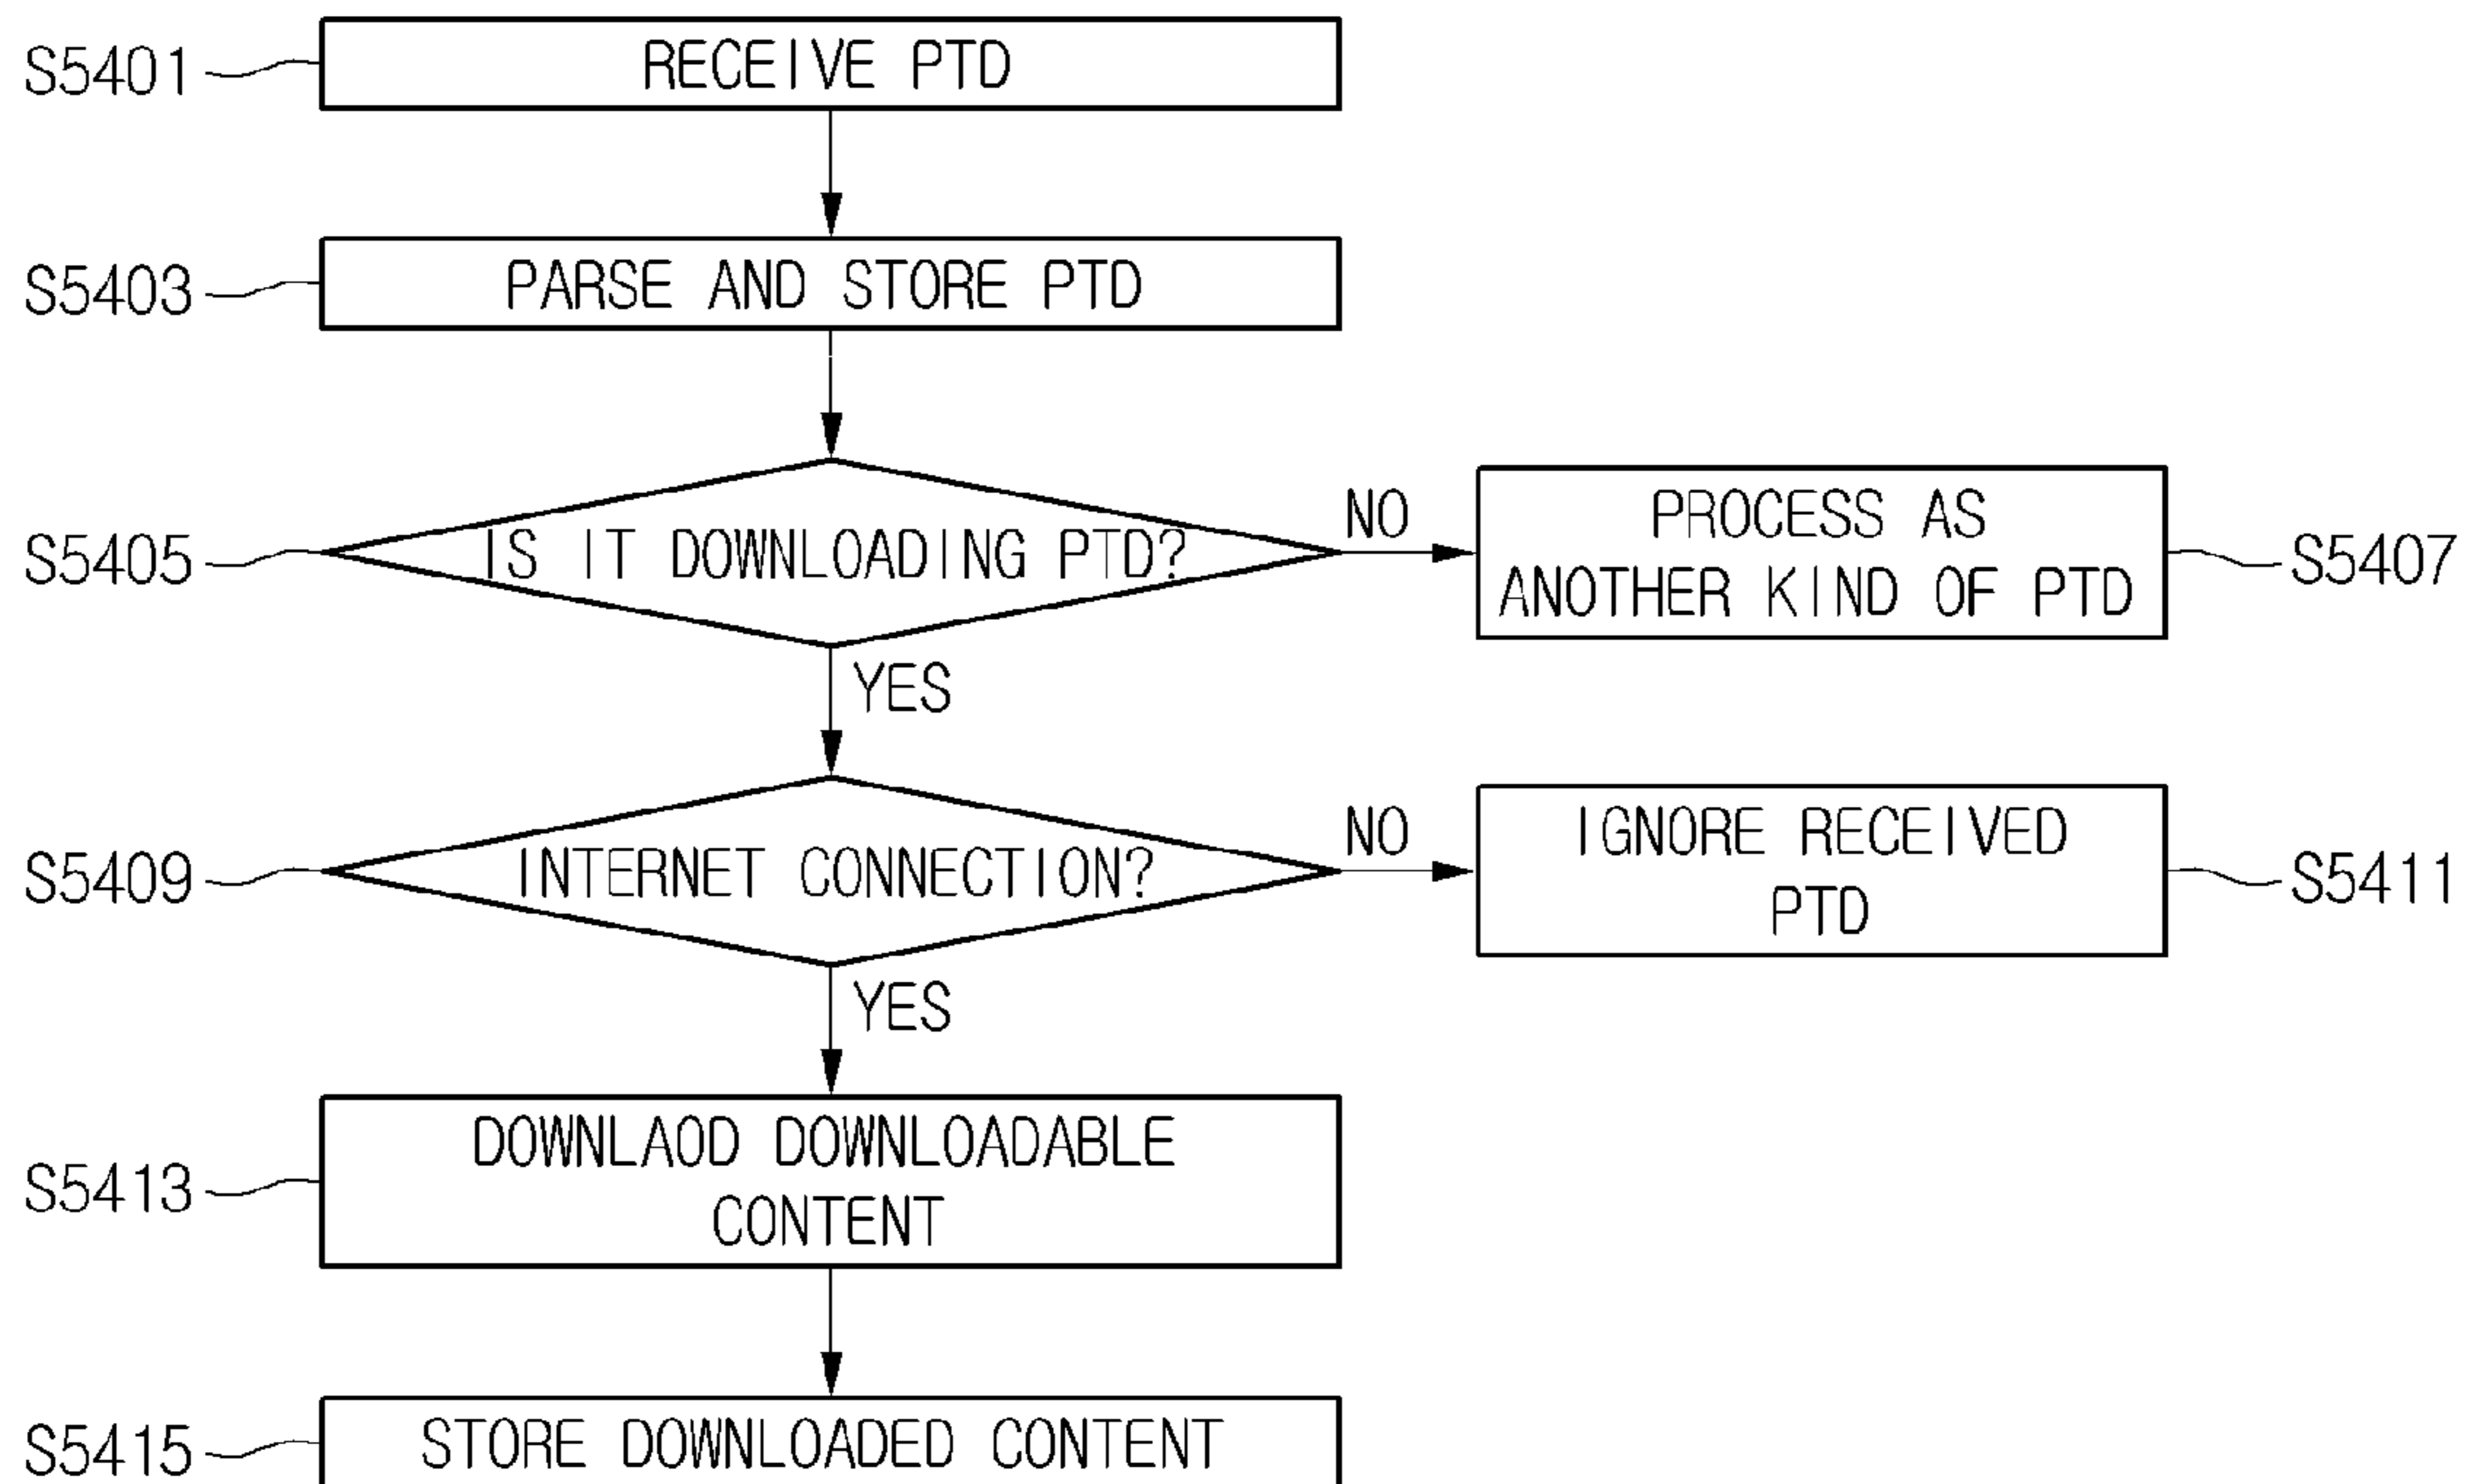 S5401
RECEIVE PTD
S5403
PARSE AND STORE PTD
S5405
IS IT DOWNLOADING PTD?
NO
PROCESS AS
ANOTHER KIND OF PTD
S5407
YES
S5409
INTERNET CONNECTION?
NO
IGNORE RECEIVED
PTD
S5411
YES
S5413
DOWNLAOD DOWNLOADABLE
CONTENT
S5415
STORE DOWNLOADED CONTENT